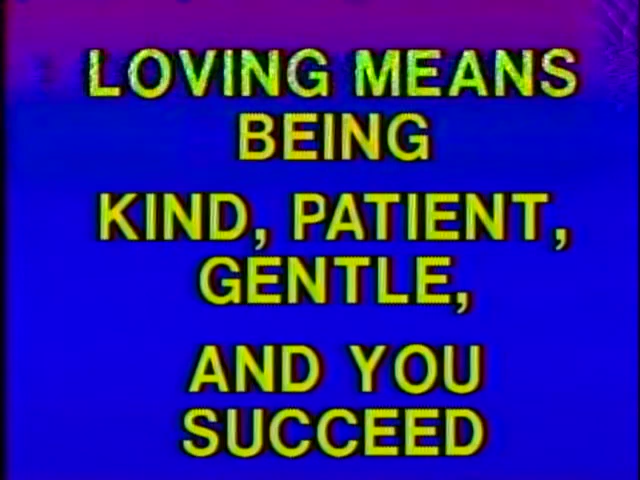 LOVING MEANS
BEING
KIND, PATIENT,
GENTLE,
AND YOU
SUCCEED